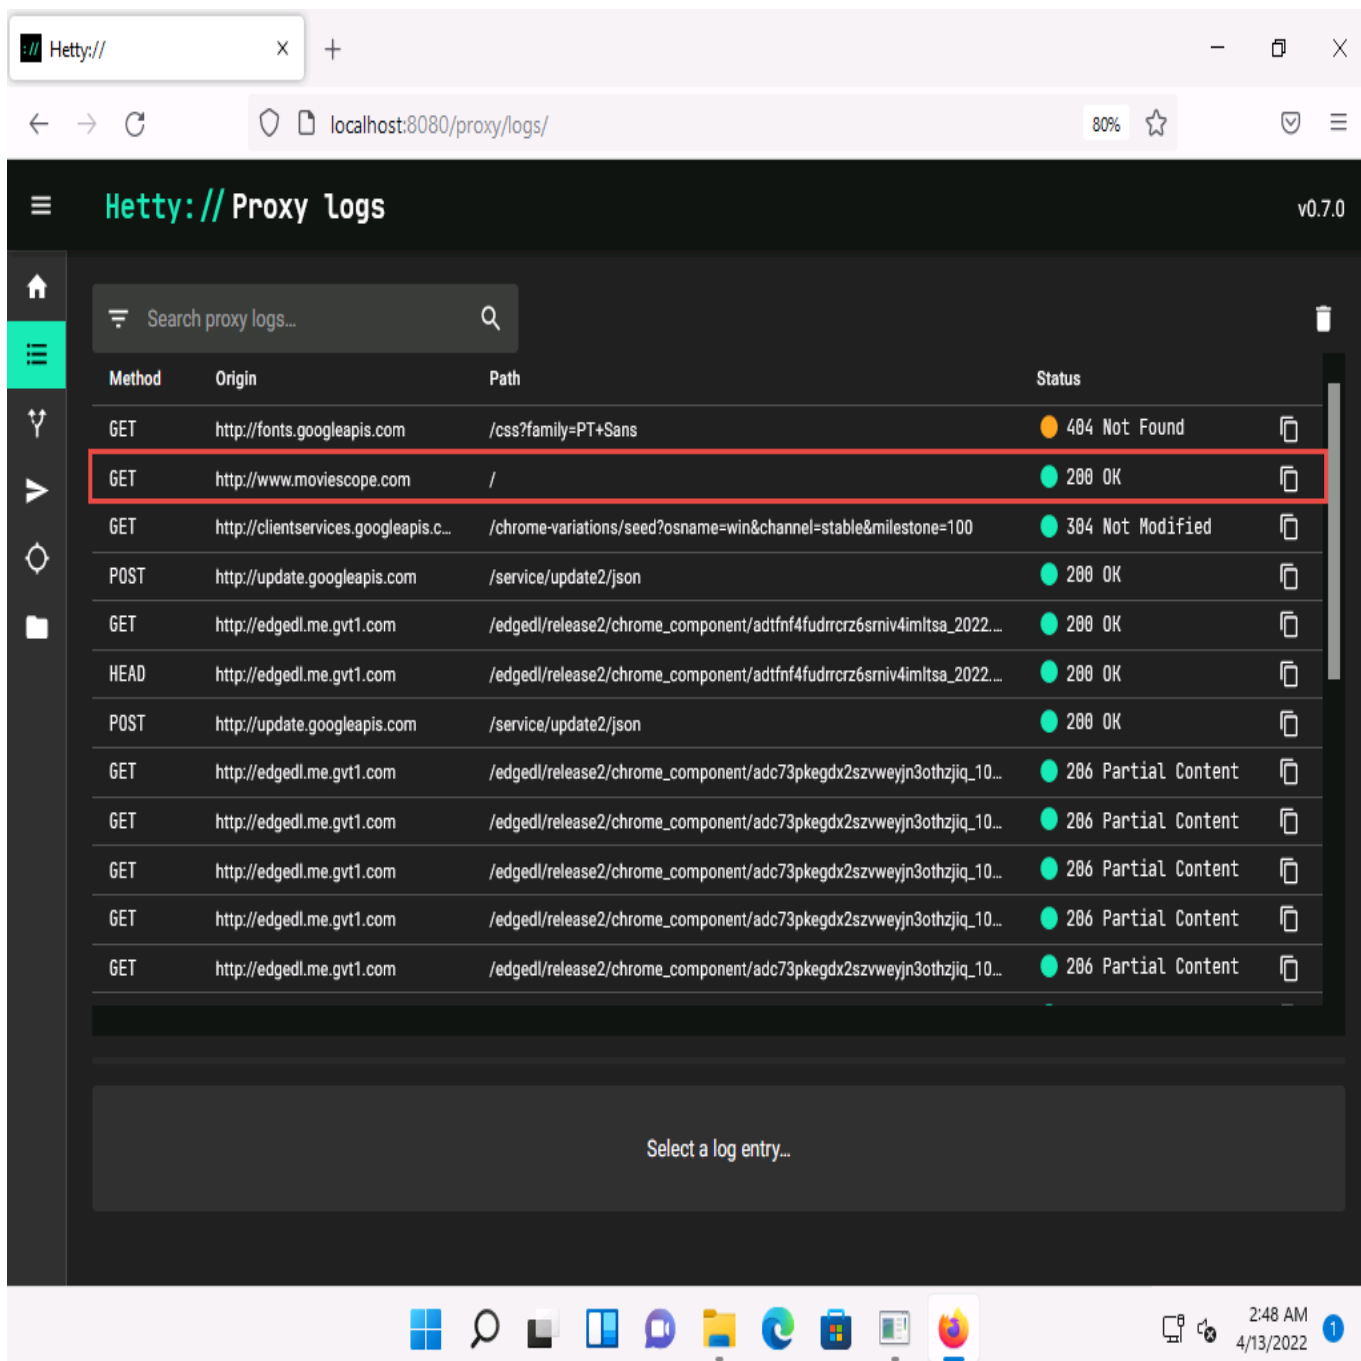 :// Hetty://
localhost:8080/proxy/logs/ 80%
Hetty:// Proxy logs v0.7.0
Search proxy logs...
Method Origin Path Status
GET http://fonts.googleapis.com /css?family=PT+Sans 404 Not Found
GET http://www.moviescope.com / 200 OK
GET http://clientservices.googleapis.c... /chrome-variations/seed?osname=win&channel=stable&milestone=100 304 Not Modified
POST http://update.googleapis.com /service/update2/json 200 OK
GET http://edgedl.me.gvt1.com /edgedl/release2/chrome_component/adtfnf4fudrrcrz6srniv4imltsa_2022.... 200 OK
HEAD http://edgedl.me.gvt1.com /edgedl/release2/chrome_component/adtfnf4fudrrcrz6srniv4imltsa_2022.... 200 OK
POST http://update.googleapis.com /service/update2/json 200 OK
GET http://edgedl.me.gvt1.com /edgedl/release2/chrome_component/adc73pkegdx2szvweyjn3othzjiq_10... 206 Partial Content
GET http://edgedl.me.gvt1.com /edgedl/release2/chrome_component/adc73pkegdx2szvweyjn3othzjiq_10... 206 Partial Content
GET http://edgedl.me.gvt1.com /edgedl/release2/chrome_component/adc73pkegdx2szvweyjn3othzjiq_10... 206 Partial Content
GET http://edgedl.me.gvt1.com /edgedl/release2/chrome_component/adc73pkegdx2szvweyjn3othzjiq_10... 206 Partial Content
GET http://edgedl.me.gvt1.com /edgedl/release2/chrome_component/adc73pkegdx2szvweyjn3othzjiq_10... 206 Partial Content
Select a log entry...
2:48 AM
4/13/2022 1